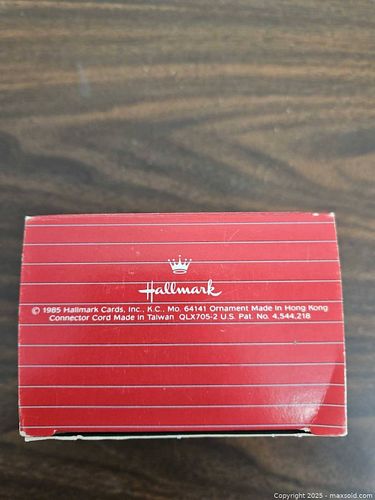 Hallmark
© 1985 Hallmark Cards, Inc., K.C., Mo. 64141 Ornament Made in Hong Kong
Connector Cord Made in Taiwan QLX705-2 U.S. Pat. No. 4,544,218
Copyright 2025 - maxsold.com